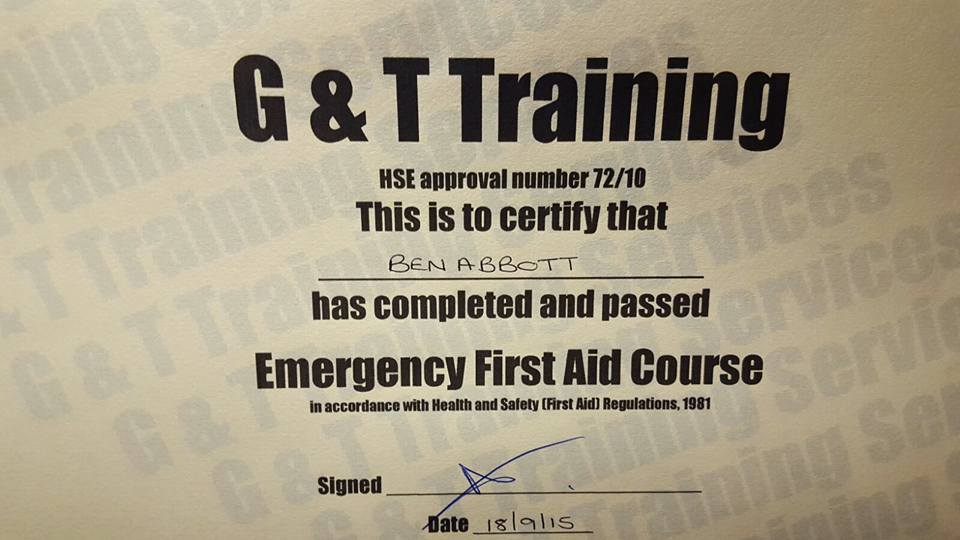 G & T Training
HSE approval number 72/10
This is to certify that
BEN ABBOTT
has completed and passed
Emergency First Aid Course
in accordance with Health and Safety (First Aid) Regulations, 1981
Signed
Date 18/9/15